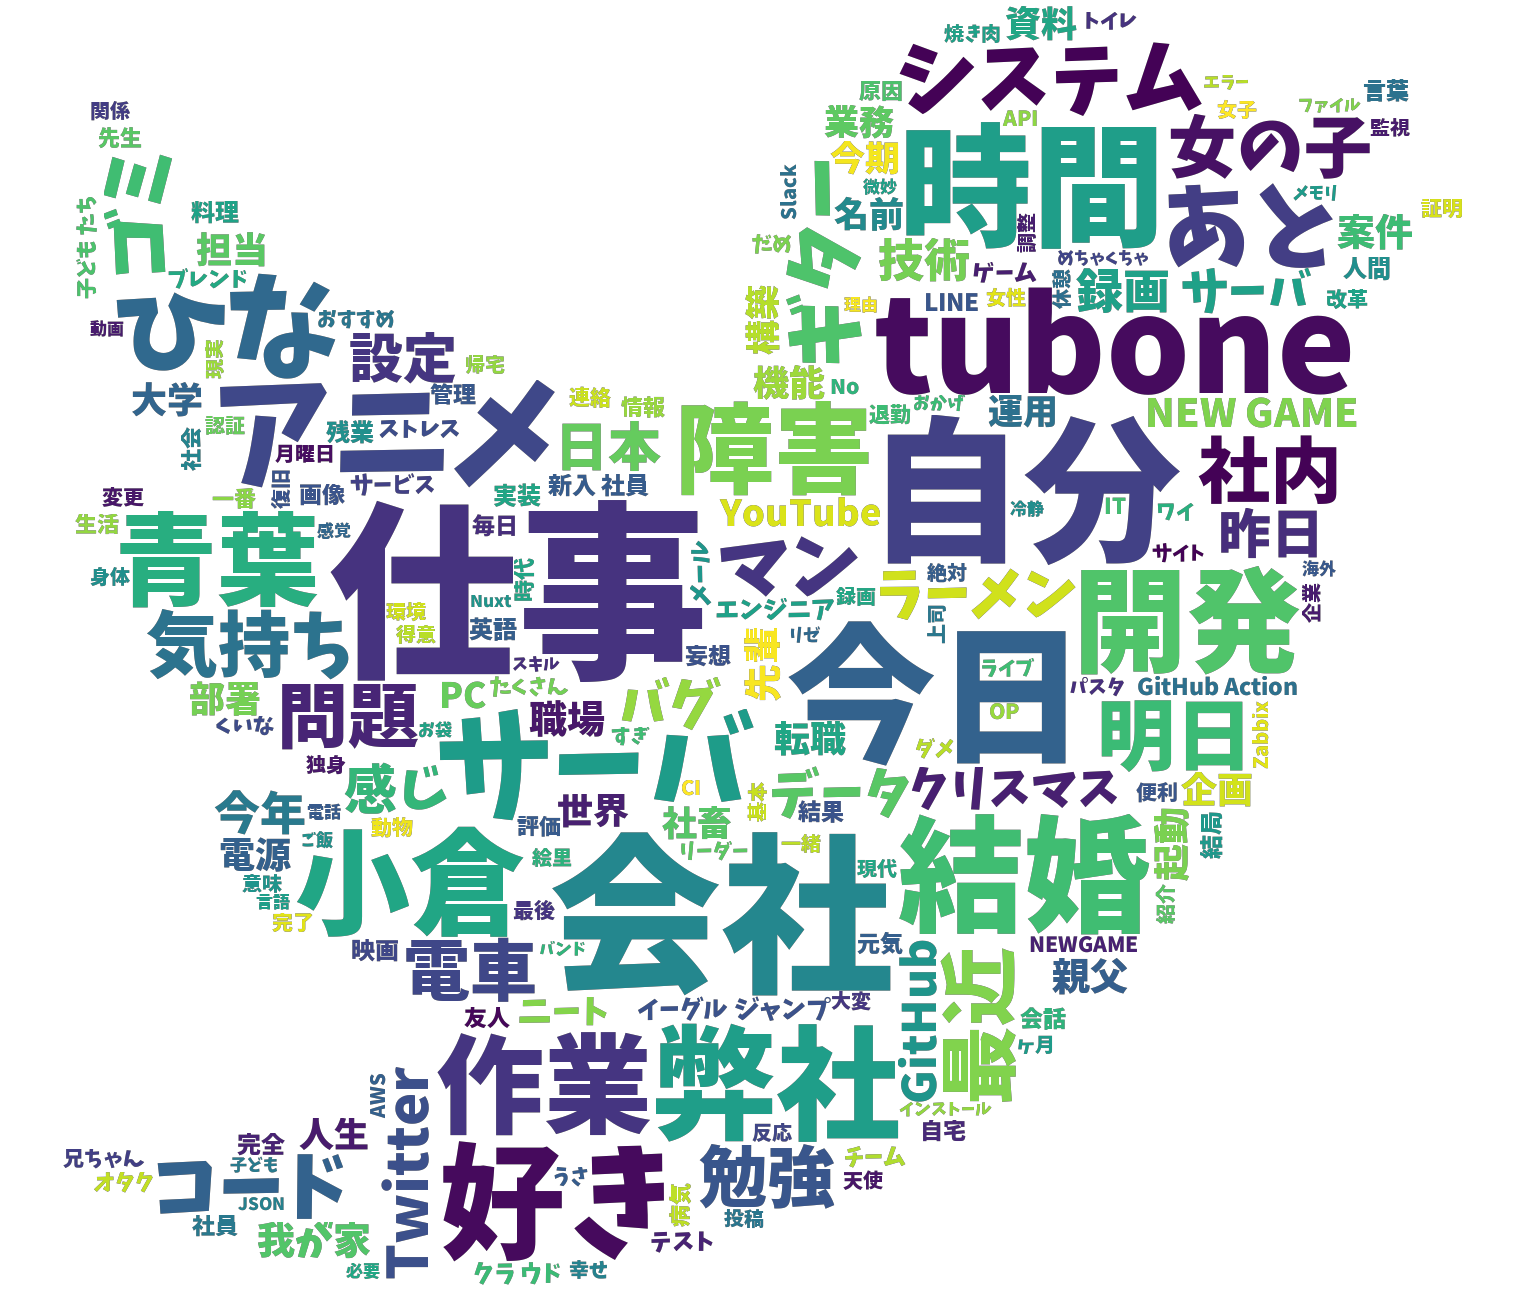 焼き肉
資料
トイレ
システム
エラー
女子
ファイル
言葉
関係
先生
原因
業務
API
時間
女の子
監視
今期
ゴミ
微妙
Slack
名前
ギター
あと
メモリ
証明
子どもたち
料理
担当
だめ
技術
調整
ゲーム
めちゃくちゃ
案件
人間
ブレンド
ひな
おすすめ
構築
理由
LINE
女性
休憩
録画
サーバ
改革
動画
現実
設定
帰宅
tubone
機能
No
大学
アニメ
管理
連絡
情報
退勤
おかげ
運用
NEW GAME
認証
残業
ストレス
日本
障害
自分
社内
社会
月曜日
復旧
画像
サービス
実装
新入
社員
変更
一番
YouTube
冷静
IT
ワイ
昨日
生活
青葉
感覚
仕事
毎日
マン
サイト
身体
時代
メール
絶対
ラーメン
開発
海外
企業
環境
得意
Nuxt
英語
エンジニア
録画
上司
気持ち
スキル
妄想
先輩
リゼ
今日
ライブ
OP
パスタ
GitHub Action
部署
くいな
問題
PC
たくさん
お袋
職場
バグ
すぎ
転職
ダメ
明日
Zabbix
独身
感じ
サーバ
CI
基本
データ
クリスマス
便利
企画
今年
電話
動物
評価
世界
社畜
結果
電源
ご飯
小倉
絵里
リーダー
一緒
現代
結婚
起動
結局
意味
言語
完了
最後
会社
紹介
映画
電車
バンド
元気
GitHub
最近
NEWGAME
親父
友人
ニート
イーグル
ジャンプ
大変
会話
ヶ月
作業
弊社
AWS
Twitter
インストール
自宅
反応
人生
完全
兄ちゃん
子ども
オタク
コード
JSON
好き
うさ
勉強
チーム
天使
社員
我が家
病気
投稿
テスト
必要
クラウド
幸せ